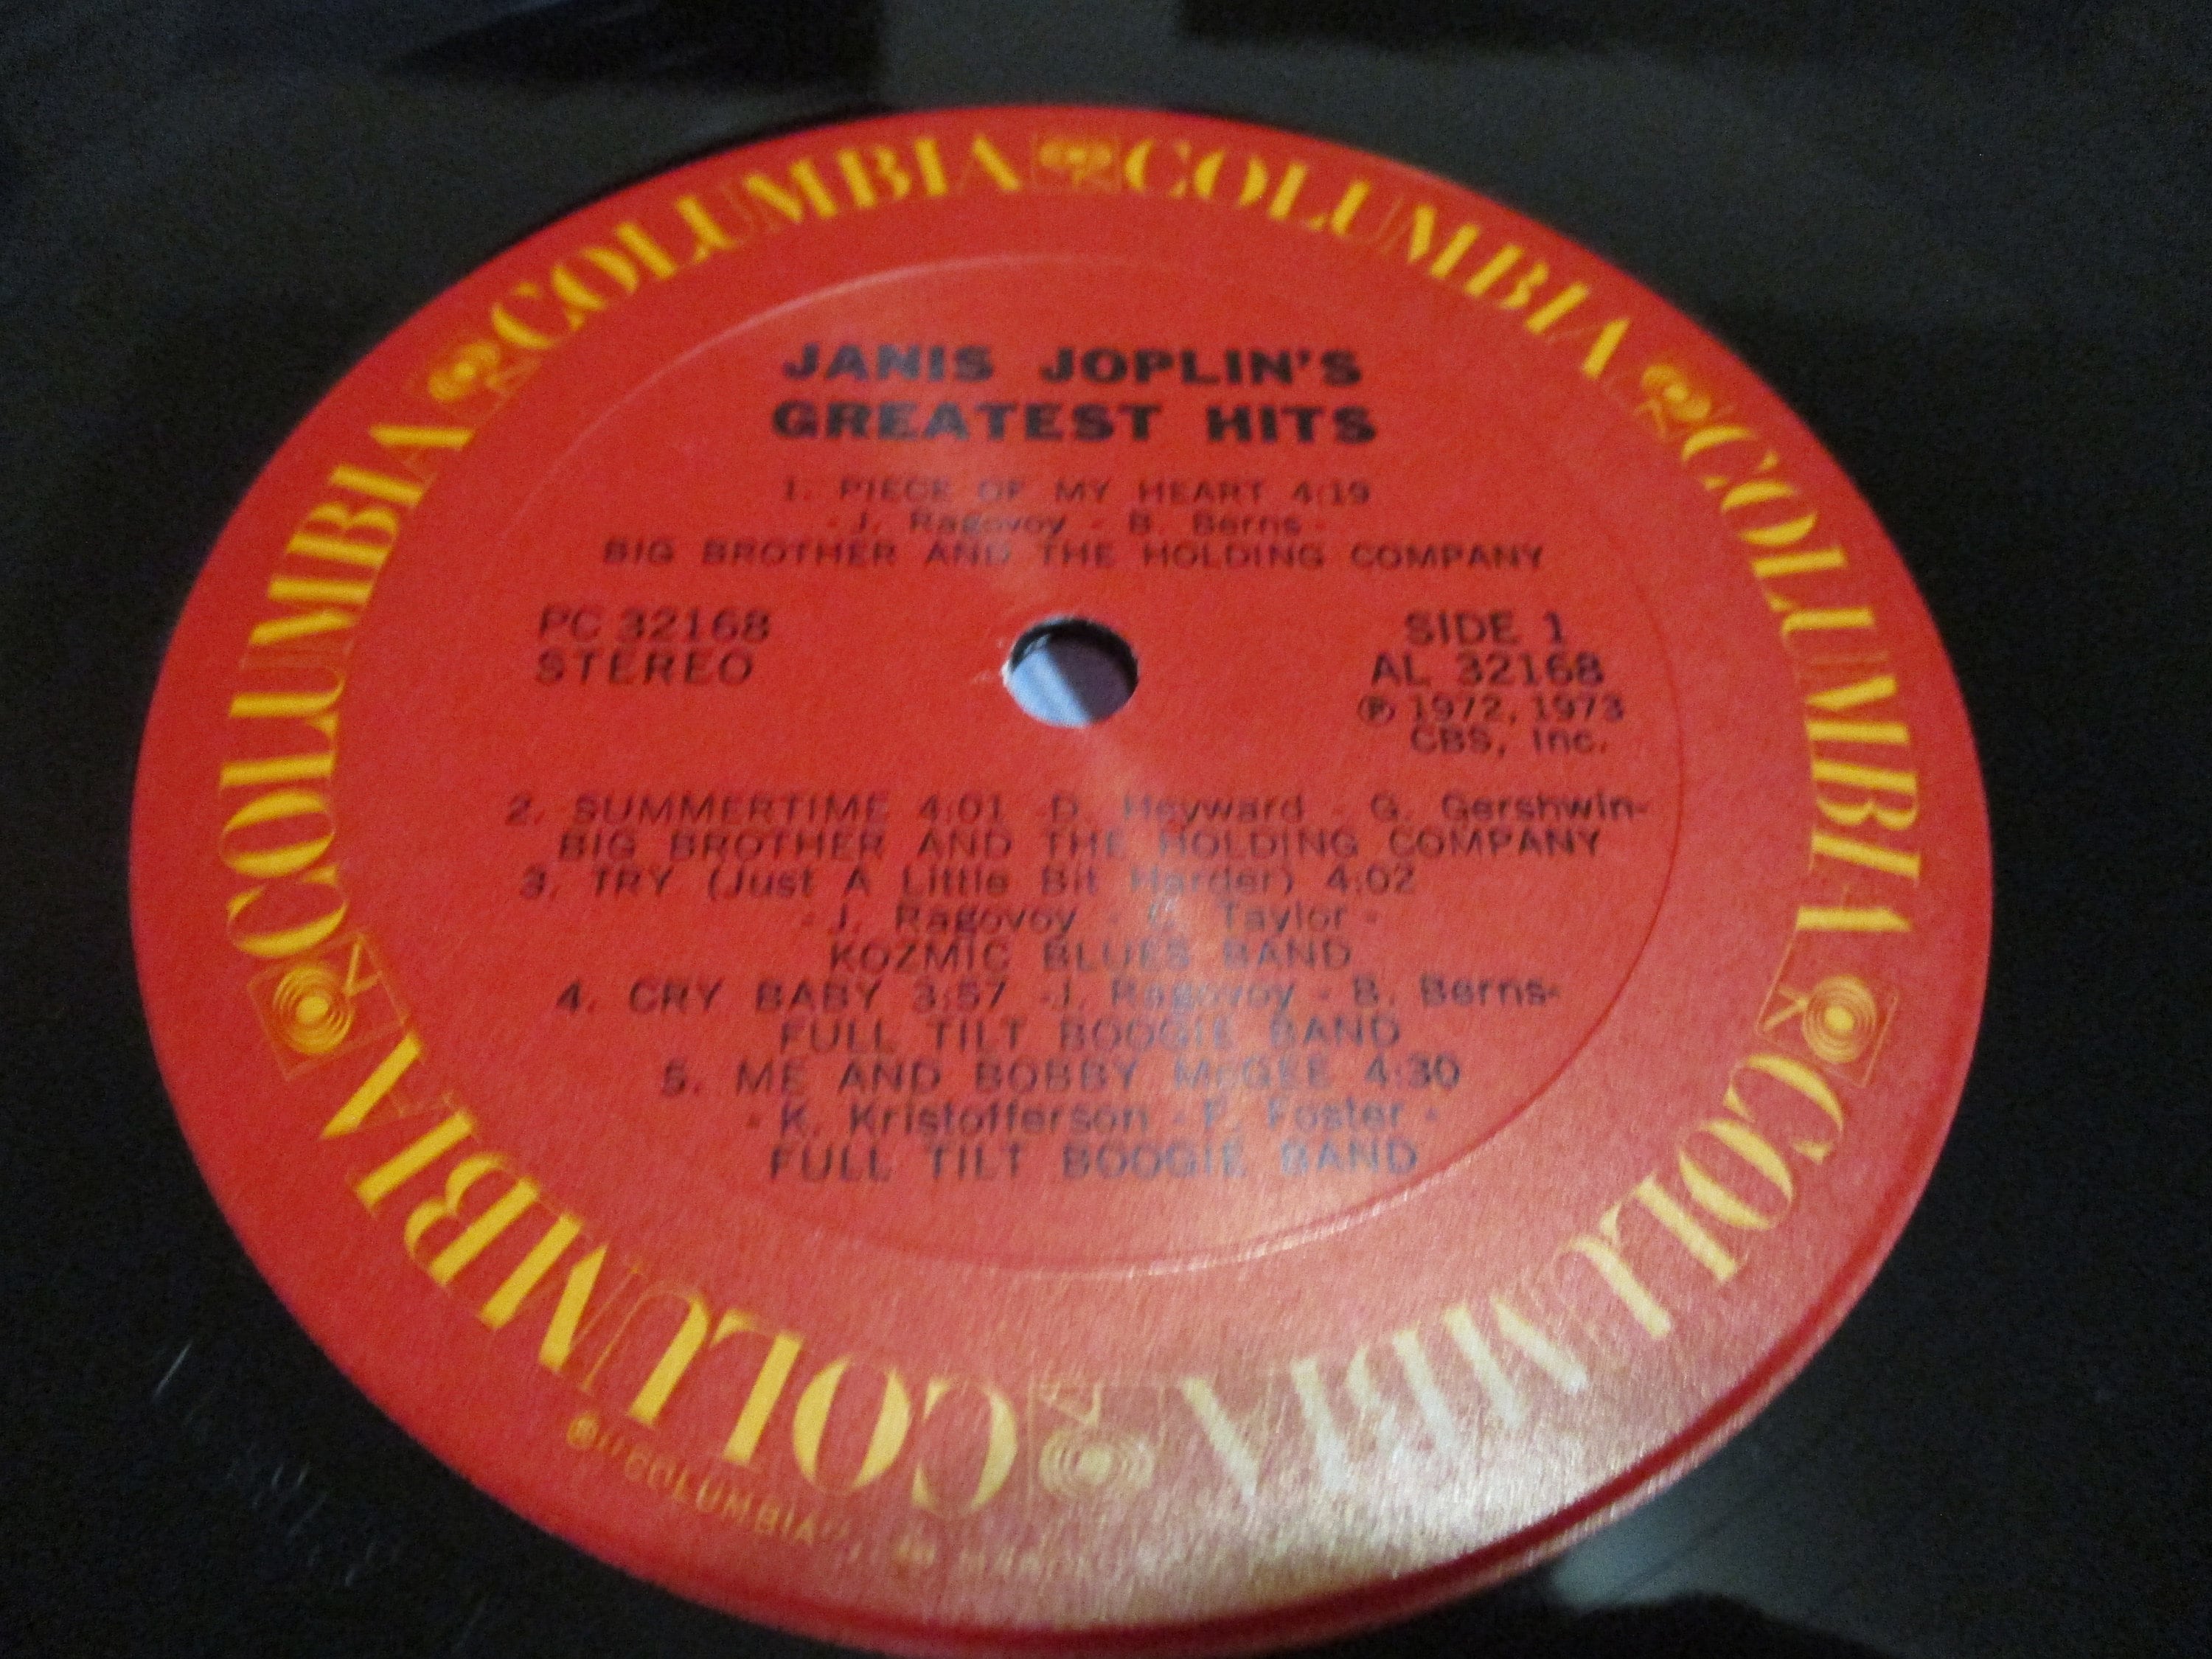 COLUMBIA COLUMBIA COLUMBIA COLUMBIA COLUMBIA COLUMBIA
JANIS JOPLIN'S
GREATEST HITS
1. PIECE OF MY HEART 4:19
- J. Ragovoy - B. Berns -
BIG BROTHER AND THE HOLDING COMPANY
PC 32168
STEREO
SIDE 1
AL 32168
℗ 1972, 1973
CBS, Inc.
2. SUMMERTIME 4:01 -D. Heyward - G. Gershwin-
BIG BROTHER AND THE HOLDING COMPANY
3. TRY (Just A Little Bit Harder) 4:02
- J. Ragovoy - C. Taylor -
KOZMIC BLUES BAND
4. CRY BABY 3:57 -J. Ragovoy - B. Berns-
FULL TILT BOOGIE BAND
5. ME AND BOBBY McGEE 4:30
- K. Kristofferson - F. Foster -
FULL TILT BOOGIE BAND
"COLUMBIA",